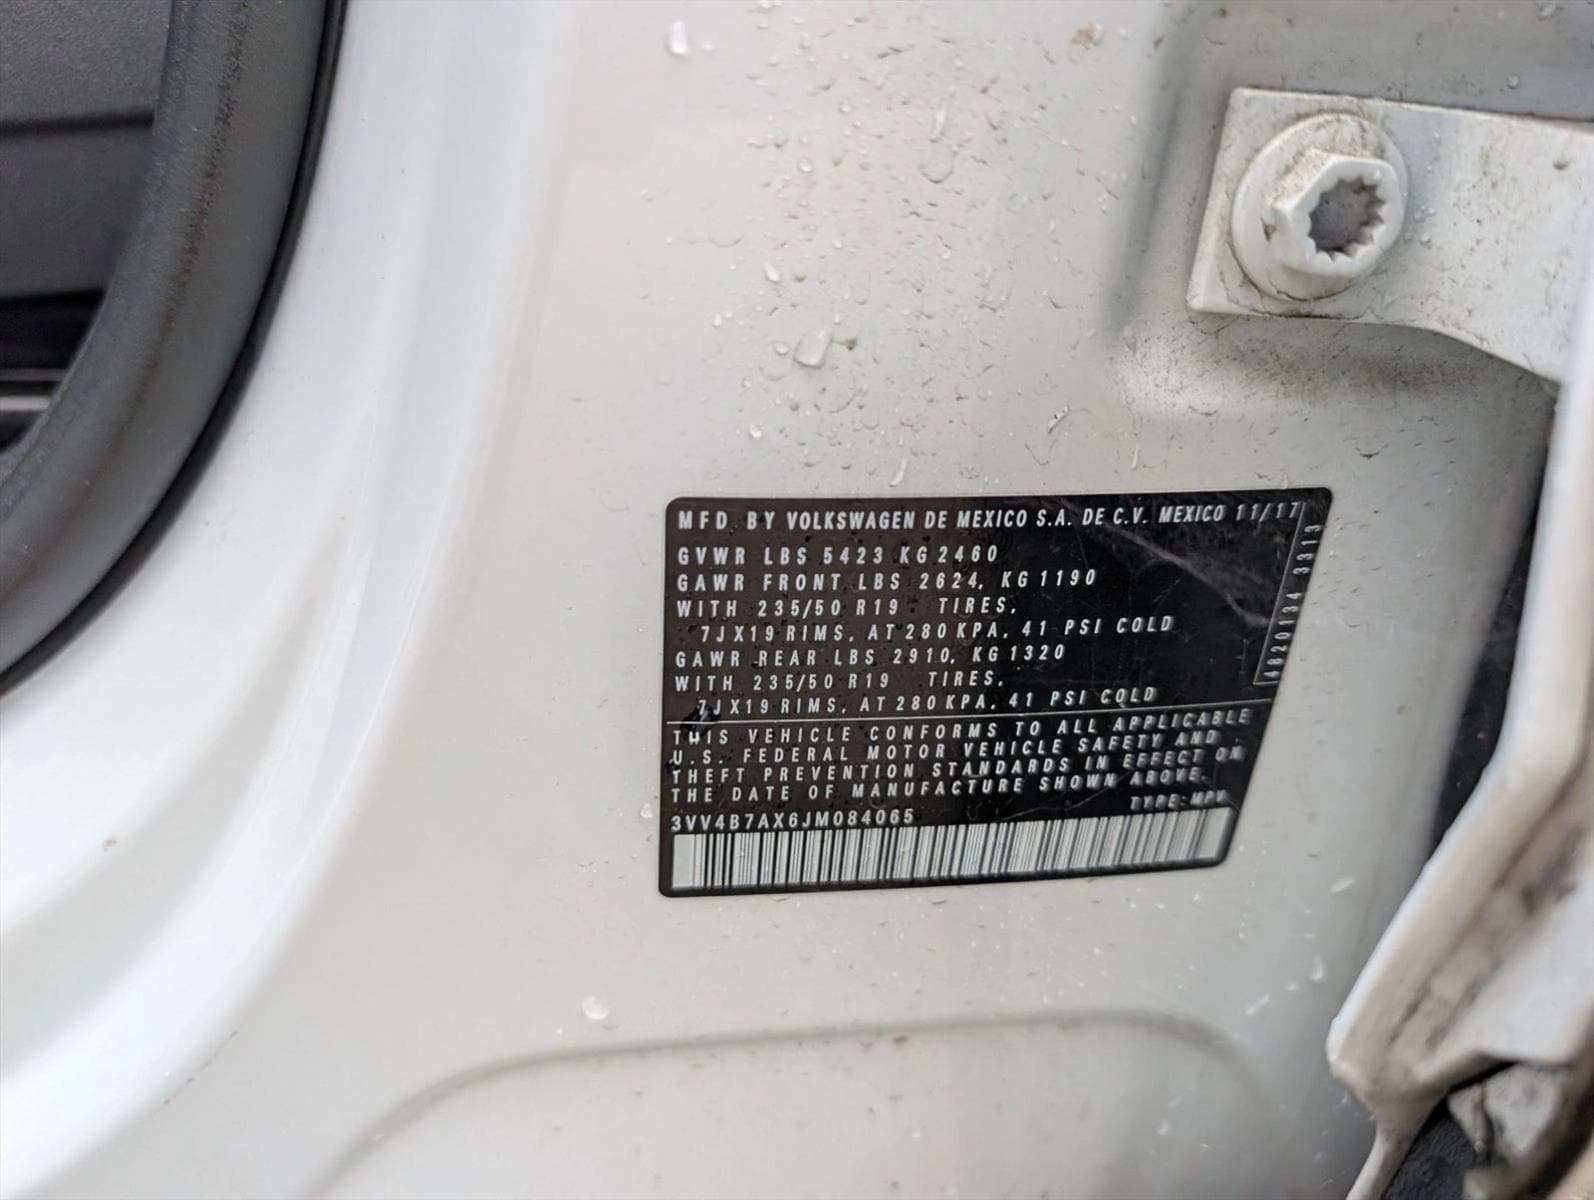 MFD. BY VOLKSWAGEN DE MEXICO S.A. DE C.V. MEXICO 11/17
GVWR LBS 5423 KG 2460
GAWR FRONT LBS 2624, KG 1190
WITH 235/50 R19 TIRES,
7JX19 RIMS, AT 280 KPA, 41 PSI COLD
GAWR REAR LBS 2910, KG 1320
WITH 235/50 R19 TIRES,
7JX19 RIMS, AT 280 KPA, 41 PSI COLD
4820134 3313
THIS VEHICLE CONFORMS TO ALL APPLICABLE
U.S. FEDERAL MOTOR VEHICLE SAFETY AND
THEFT PREVENTION STANDARDS IN EFFECT ON
THE DATE OF MANUFACTURE SHOWN ABOVE.
TYPE: MPV
3VV4B7AX6JM084065